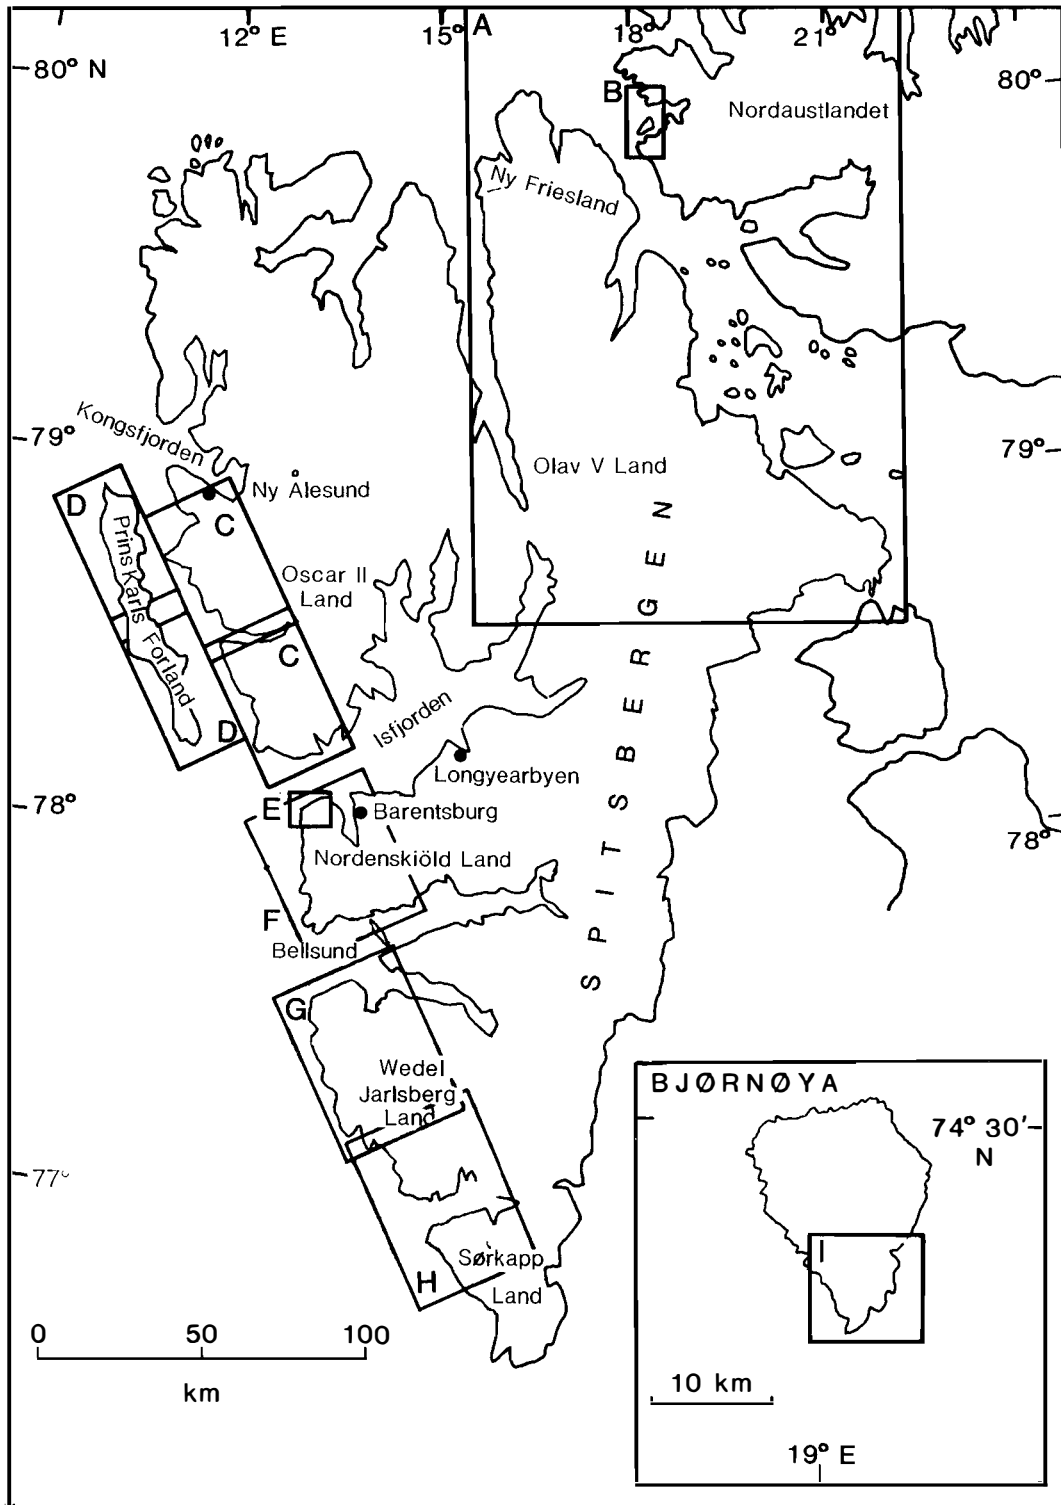 12° E
15°
A
18°
21°
80° N
80°
B
Nordaustlandet
Ny Friesland
Kongsfjorden
79°
79°
Olav V Land
D
Ny Ålesund
C
Prins Karls Forland
Oscar II
Land
C
D
Isfjorden
SPITSBERGEN
Longyearbyen
78°
E
Barentsburg
78°
Nordenskiöld Land
F
Bellsund
G
Wedel
Jarlsberg
Land
77°
H
Sørkapp
Land
0 50 100
km
BJØRNØYA
74° 30′
N
I
10 km
19° E